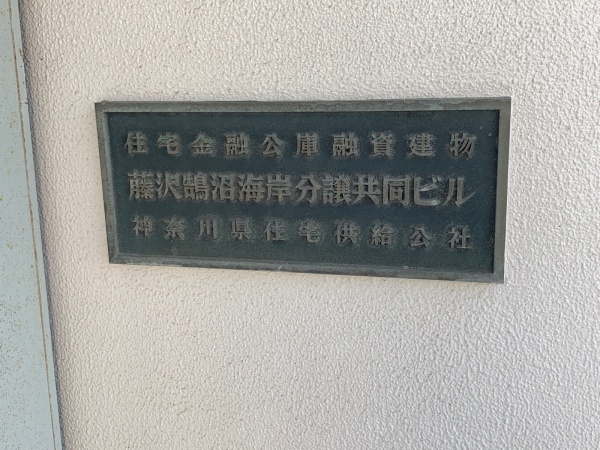 住宅金融公庫融資建物
藤沢鵠沼海岸分譲共同ビル
神奈川県住宅供給公社